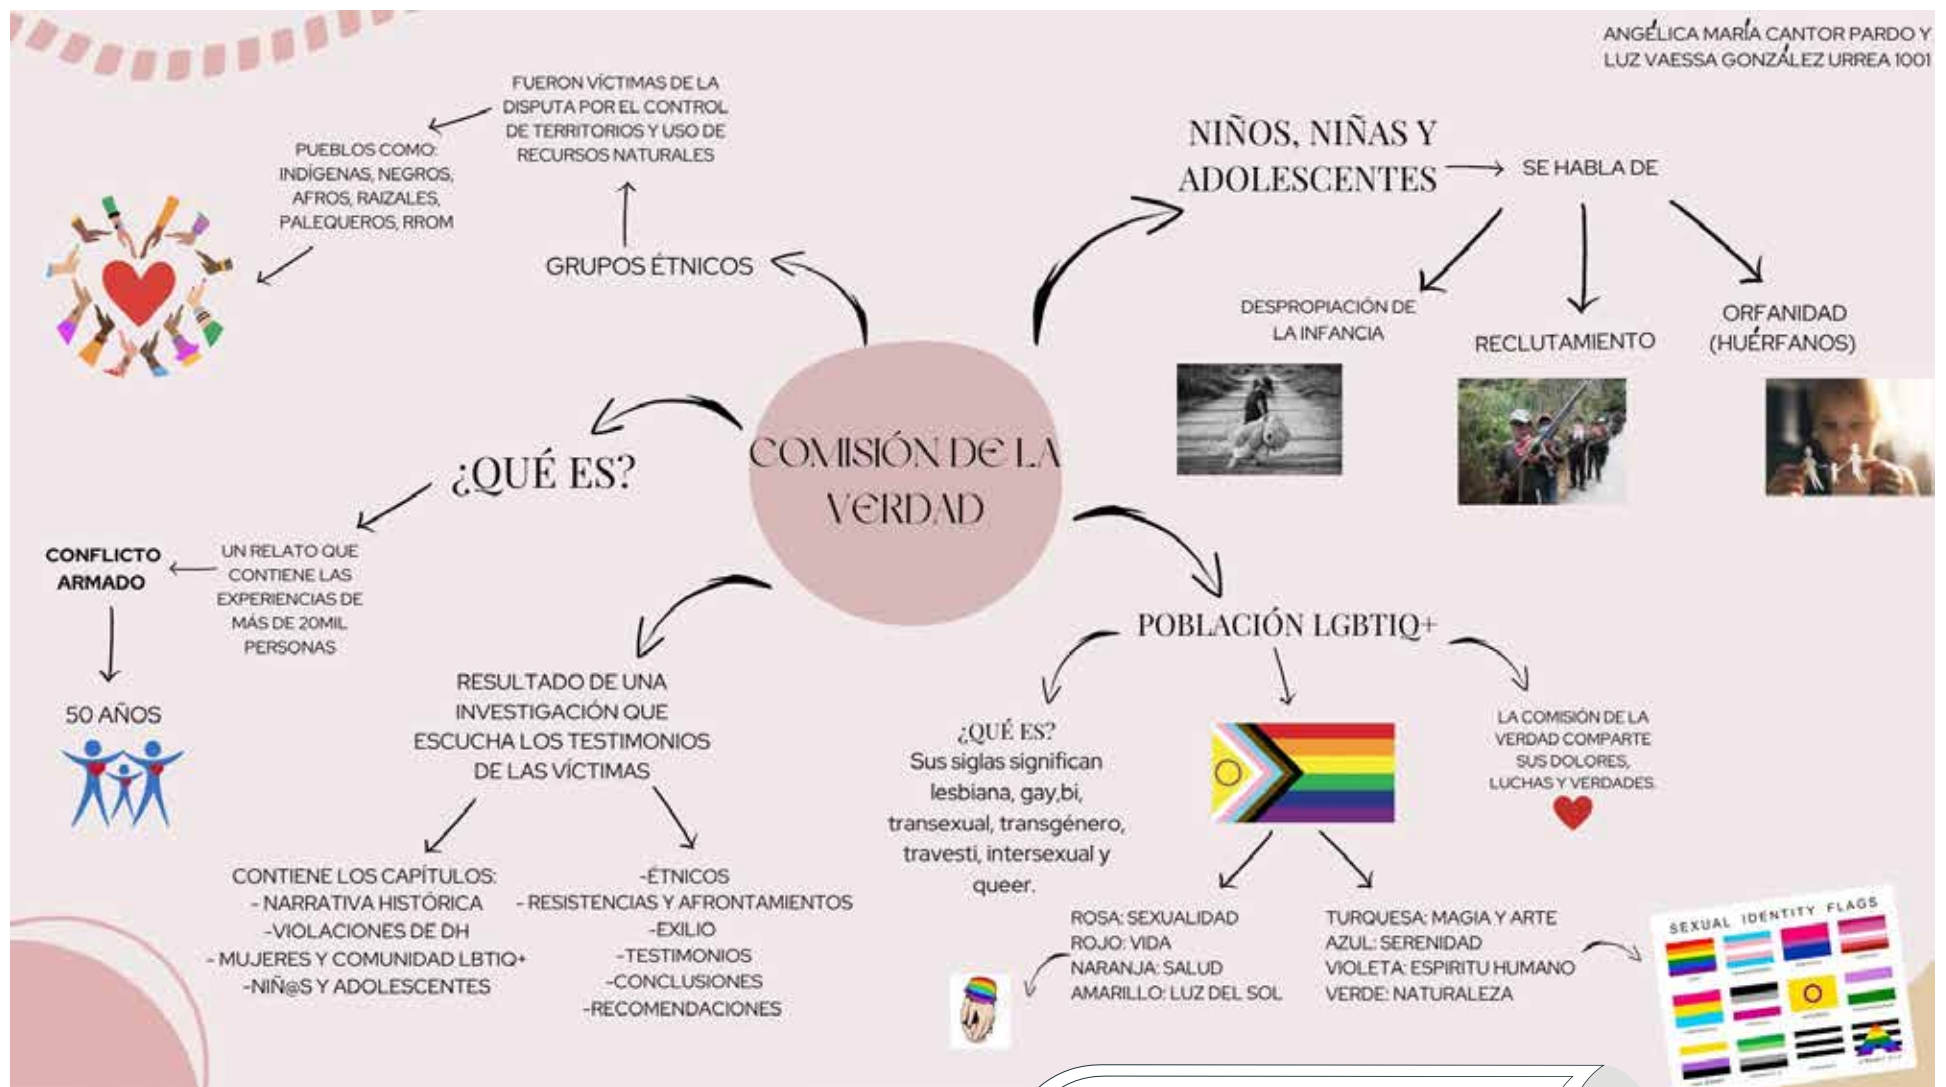 ANGÉLICA MARÍA CANTOR PARDO Y
LUZ VAESSA GONZÁLEZ URREA 1001
COMISIÓN DE LA
VERDAD
GRUPOS ÉTNICOS
FUERON VÍCTIMAS DE LA
DISPUTA POR EL CONTROL
DE TERRITORIOS Y USO DE
RECURSOS NATURALES
PUEBLOS COMO:
INDÍGENAS, NEGROS,
AFROS, RAIZALES,
PALEQUEROS, RROM
NIÑOS, NIÑAS Y
ADOLESCENTES
SE HABLA DE
DESPROPIACIÓN DE
LA INFANCIA
RECLUTAMIENTO
ORFANIDAD
(HUÉRFANOS)
¿QUÉ ES?
UN RELATO QUE
CONTIENE LAS
EXPERIENCIAS DE
MÁS DE 20MIL
PERSONAS
CONFLICTO
ARMADO
50 AÑOS
RESULTADO DE UNA
INVESTIGACIÓN QUE
ESCUCHA LOS TESTIMONIOS
DE LAS VÍCTIMAS
CONTIENE LOS CAPÍTULOS:
- NARRATIVA HISTÓRICA
-VIOLACIONES DE DH
- MUJERES Y COMUNIDAD LBTIQ+
-NIÑ@S Y ADOLESCENTES
-ÉTNICOS
- RESISTENCIAS Y AFRONTAMIENTOS
-EXILIO
-TESTIMONIOS
-CONCLUSIONES
-RECOMENDACIONES
POBLACIÓN LGBTIQ+
¿QUÉ ES?
Sus siglas significan
lesbiana, gay,bi,
transexual, transgénero,
travesti, intersexual y
queer.
LA COMISIÓN DE LA
VERDAD COMPARTE
SUS DOLORES,
LUCHAS Y VERDADES.
ROSA: SEXUALIDAD
ROJO: VIDA
NARANJA: SALUD
AMARILLO: LUZ DEL SOL
TURQUESA: MAGIA Y ARTE
AZUL: SERENIDAD
VIOLETA: ESPIRITU HUMANO
VERDE: NATURALEZA
SEXUAL IDENTITY FLAGS